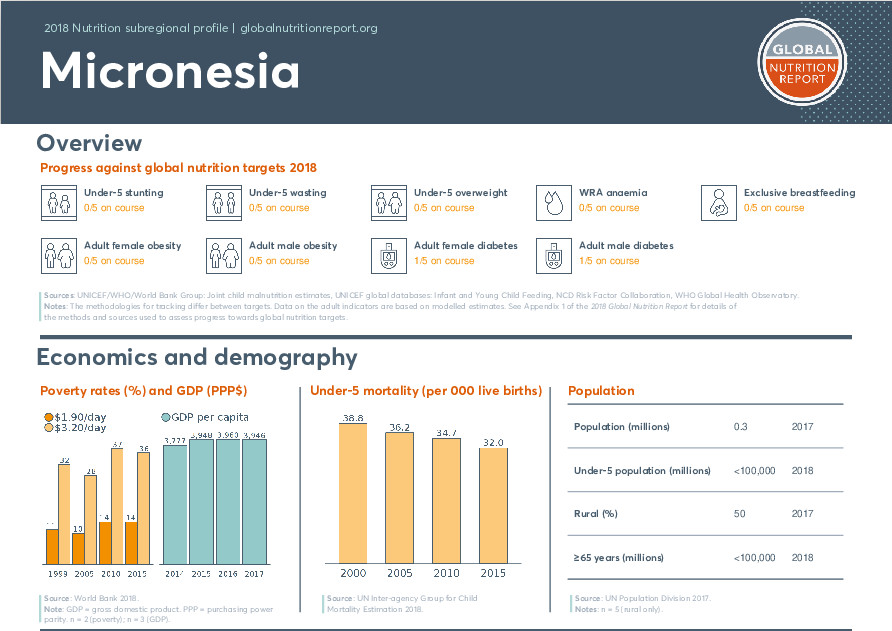 2018 Nutrition subregional profile | globalnutritionreport.org
Micronesia
GLOBAL
NUTRITION
REPORT
Overview
Progress against global nutrition targets 2018
Under-5 stunting
0/5 on course
Under-5 wasting
0/5 on course
Under-5 overweight
0/5 on course
WRA anaemia
0/5 on course
Exclusive breastfeeding
0/5 on course
Adult female obesity
0/5 on course
Adult male obesity
0/5 on course
Adult female diabetes
1/5 on course
Adult male diabetes
1/5 on course
Sources: UNICEF/WHO/World Bank Group: Joint child malnutrition estimates, UNICEF global databases: Infant and Young Child Feeding, NCD Risk Factor Collaboration, WHO Global Health Observatory.
Notes: The methodologies for tracking differ between targets. Data on the adult indicators are based on modelled estimates. See Appendix 1 of the 2018 Global Nutrition Report for details of
the methods and sources used to assess progress towards global nutrition targets.
Economics and demography
Poverty rates (%) and GDP (PPP$)
$1.90/day
$3.20/day
32
10
28
14
37
14
36
1999 2005 2010 2015
GDP per capita
3,777 3,948 3,960 3,946
2014 2015 2016 2017
Source: World Bank 2018.
Note: GDP = gross domestic product. PPP = purchasing power
parity. n = 2 (poverty); n = 3 (GDP).
Under-5 mortality (per 000 live births)
38.8
36.2
34.7
32.0
2000 2005 2010 2015
Source: UN Inter-agency Group for Child
Mortality Estimation 2018.
Population
Population (millions) 0.3 2017
Under-5 population (millions) <100,000 2018
Rural (%) 50 2017
≥65 years (millions) <100,000 2018
Source: UN Population Division 2017.
Notes: n = 5 (rural only).